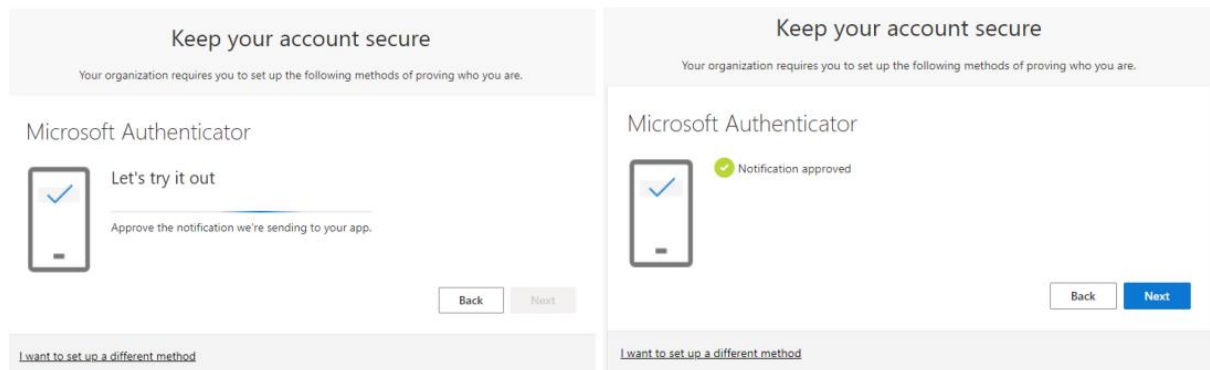 Keep your account secure
Your organization requires you to set up the following methods of proving who you are.
Microsoft Authenticator
Let's try it out
Approve the notification we're sending to your app.
Back
Next
I want to set up a different method
Keep your account secure
Your organization requires you to set up the following methods of proving who you are.
Microsoft Authenticator
Notification approved
Back
Next
I want to set up a different method